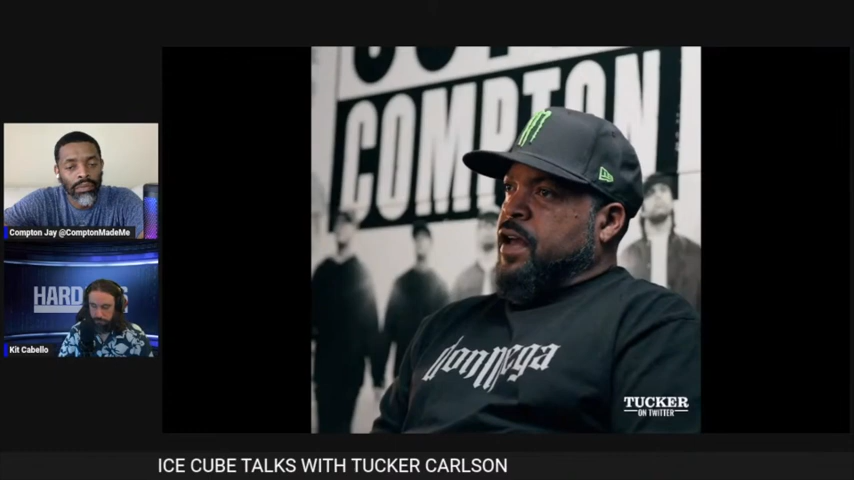 COMPTON
Compton Jay @ComptonMadeMe
HARD
Kit Cabello
donmega
TUCKER
ON TWITTER
ICE CUBE TALKS WITH TUCKER CARLSON